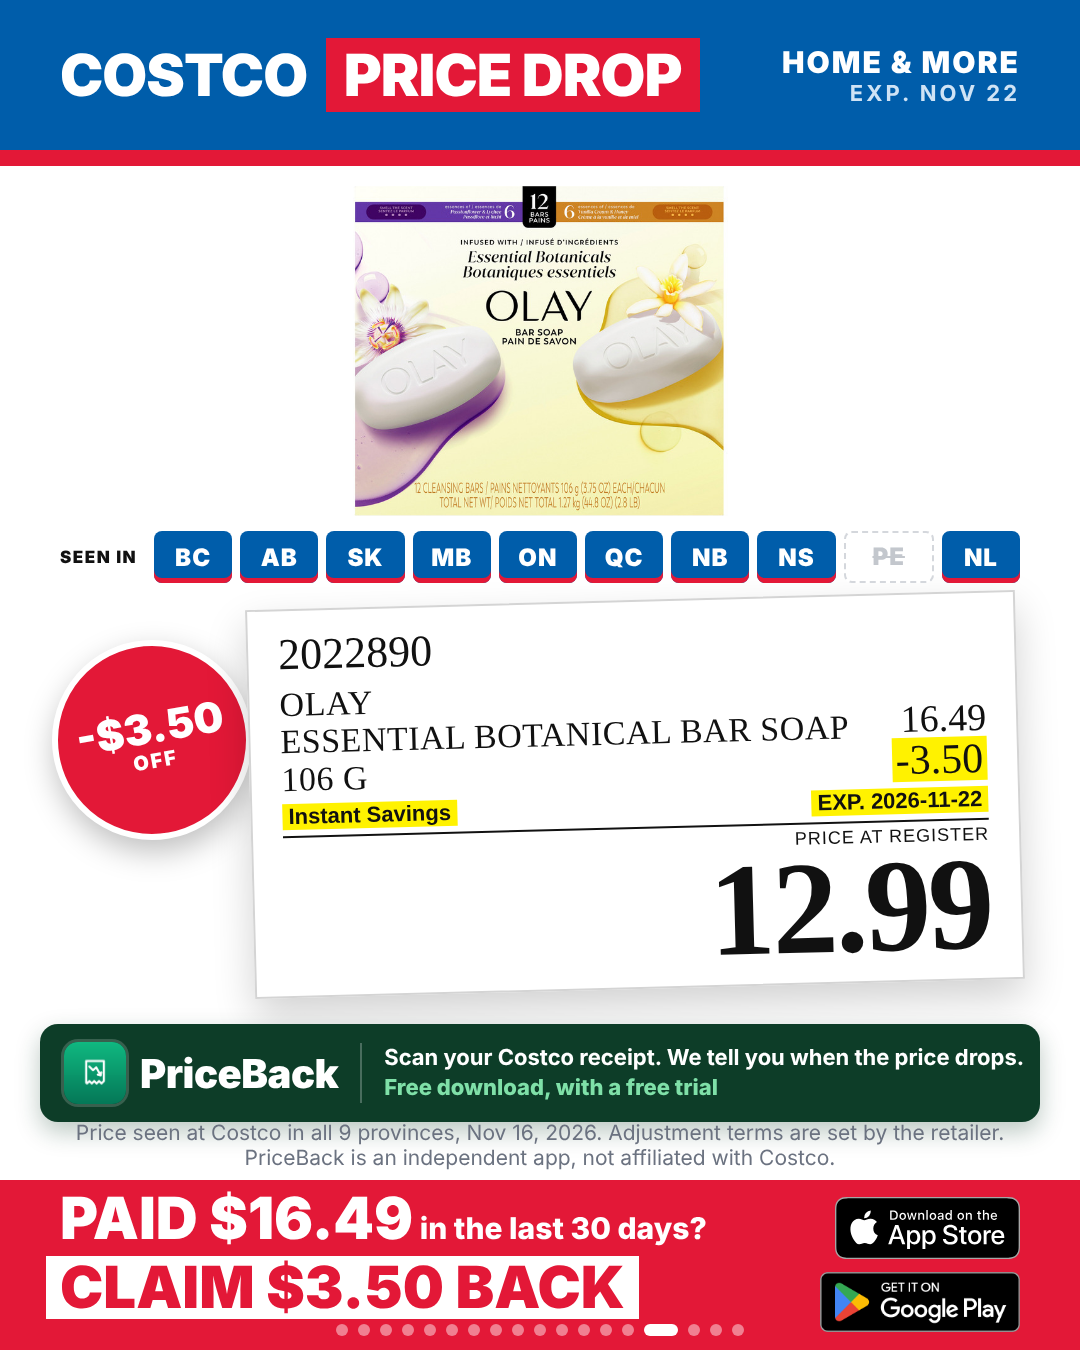 COSTCO PRICE DROP
HOME & MORE
EXP. NOV 22
12
BARS
PAINS
6
6
INFUSED WITH / INFUSÉ D'INGRÉDIENTS
Essential Botanicals
Botaniques essentiels
OLAY
BAR SOAP
PAIN DE SAVON
OLAY
OLAY
12 CLEANSING BARS / PAINS NETTOYANTS 106 g (3.75 OZ) EACH/CHACUN
TOTAL NET WT/ POIDS NET TOTAL 1.27 kg (44.8 OZ) (2.8 LB)
SEEN IN BC AB SK MB ON QC NB NS PE NL
-$3.50
OFF
2022890
OLAY
ESSENTIAL BOTANICAL BAR SOAP 16.49
106 G -3.50
Instant Savings EXP. 2026-11-22
PRICE AT REGISTER
12.99
PriceBack
Scan your Costco receipt. We tell you when the price drops.
Free download, with a free trial
Price seen at Costco in all 9 provinces, Nov 16, 2026. Adjustment terms are set by the retailer.
PriceBack is an independent app, not affiliated with Costco.
PAID $16.49 in the last 30 days?
CLAIM $3.50 BACK
Download on the
App Store
GET IT ON
Google Play